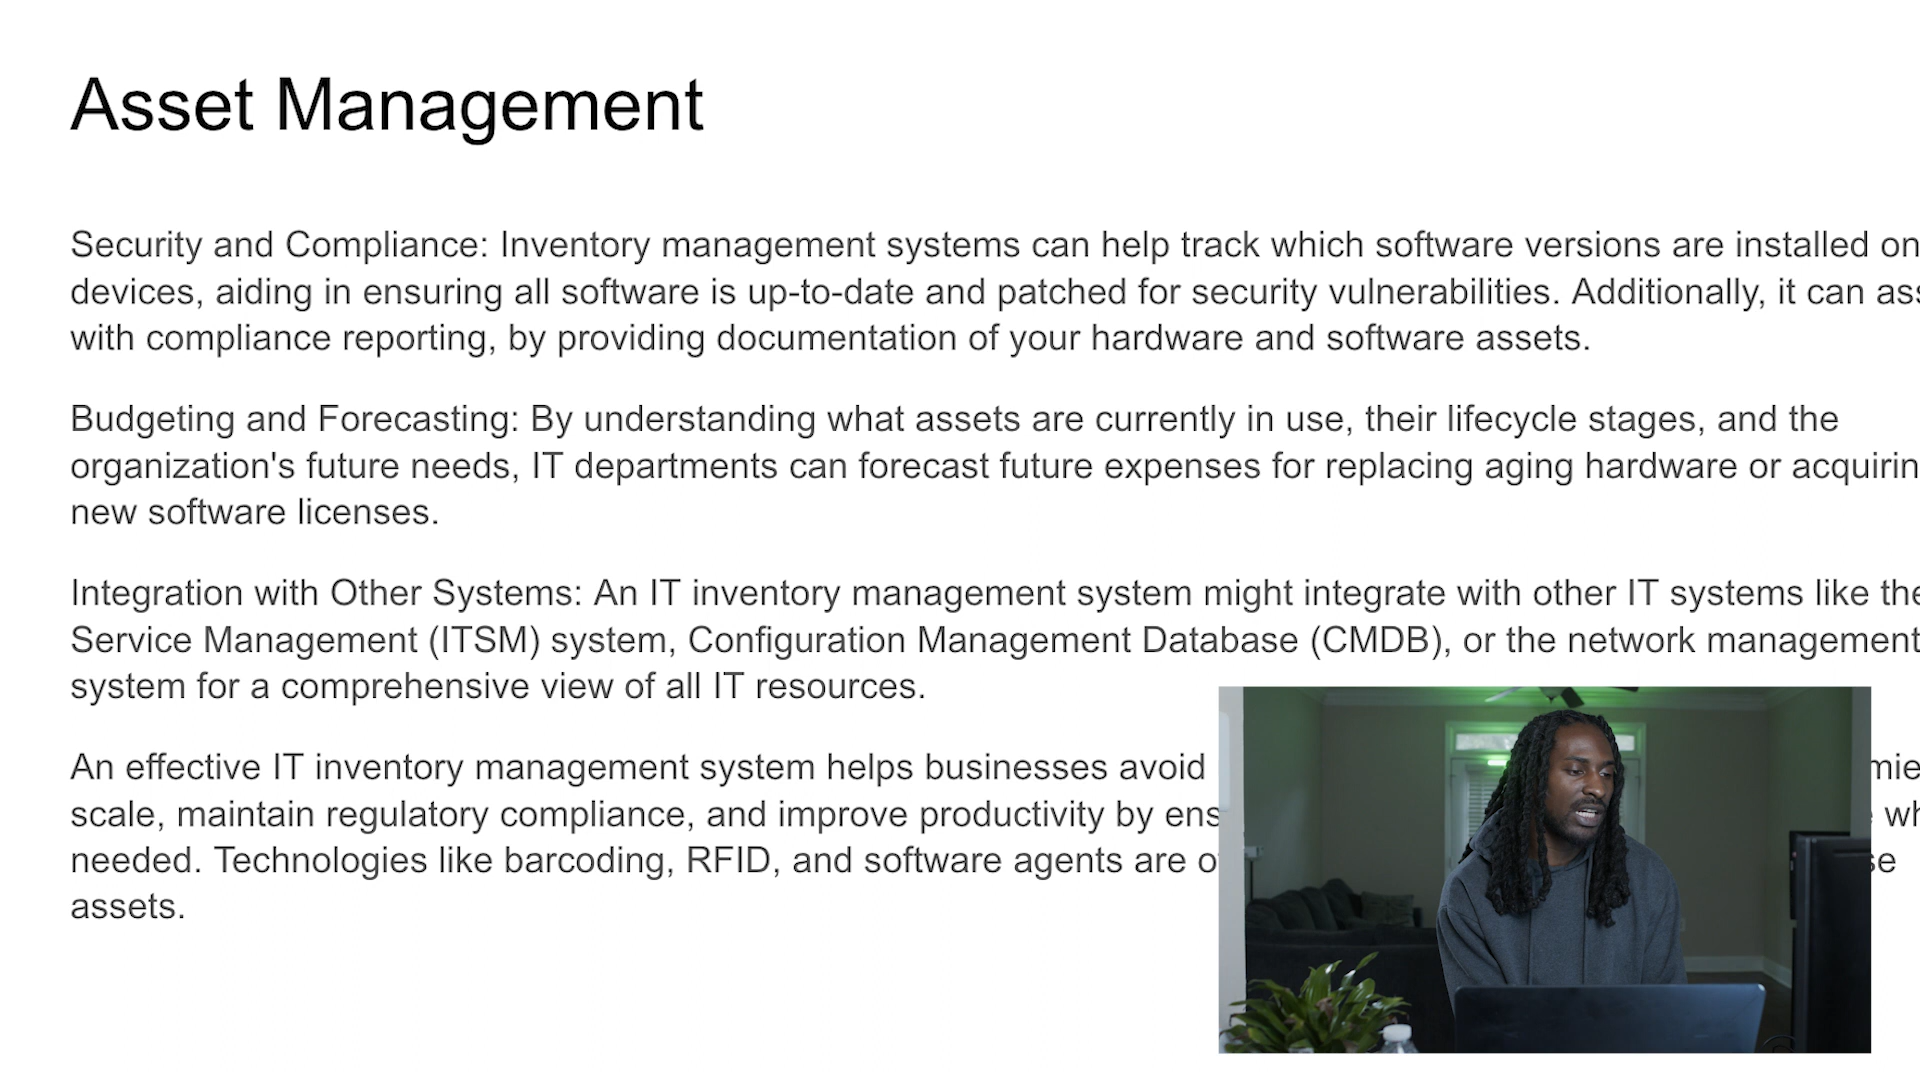 Asset Management
Security and Compliance: Inventory management systems can help track which software versions are installed on
devices, aiding in ensuring all software is up-to-date and patched for security vulnerabilities. Additionally, it can
with compliance reporting, by providing documentation of your hardware and software assets.
Budgeting and Forecasting: By understanding what assets are currently in use, their lifecycle stages, and the
organization's future needs, IT departments can forecast future expenses for replacing aging hardware or
new software licenses.
Integration with Other Systems: An IT inventory management system might integrate with other IT systems like
Service Management (ITSM) system, Configuration Management Database (CMDB), or the network management
system for a comprehensive view of all IT resources.
An effective IT inventory management system helps businesses avoid
scale, maintain regulatory compliance, and improve productivity by
needed. Technologies like barcoding, RFID, and software agents are
assets.